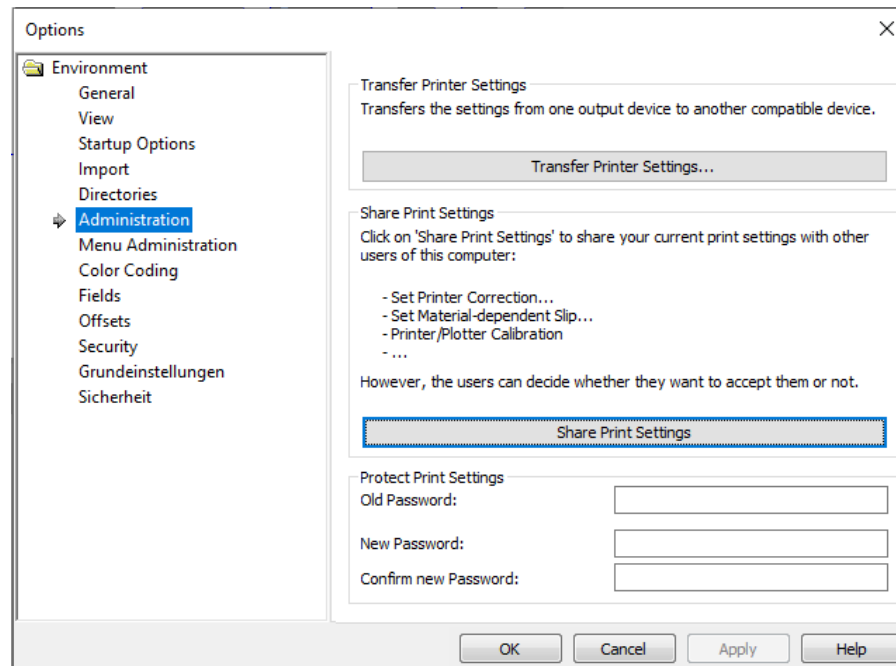 Options
Environment
General
View
Startup Options
Import
Directories
Administration
Menu Administration
Color Coding
Fields
Offsets
Security
Grundeinstellungen
Sicherheit
Transfer Printer Settings
Transfers the settings from one output device to another compatible device.
Transfer Printer Settings...
Share Print Settings
Click on 'Share Print Settings' to share your current print settings with other
users of this computer:
- Set Printer Correction...
- Set Material-dependent Slip...
- Printer/Plotter Calibration
- ...
However, the users can decide whether they want to accept them or not.
Share Print Settings
Protect Print Settings
Old Password:
New Password:
Confirm new Password:
OK
Cancel
Apply
Help